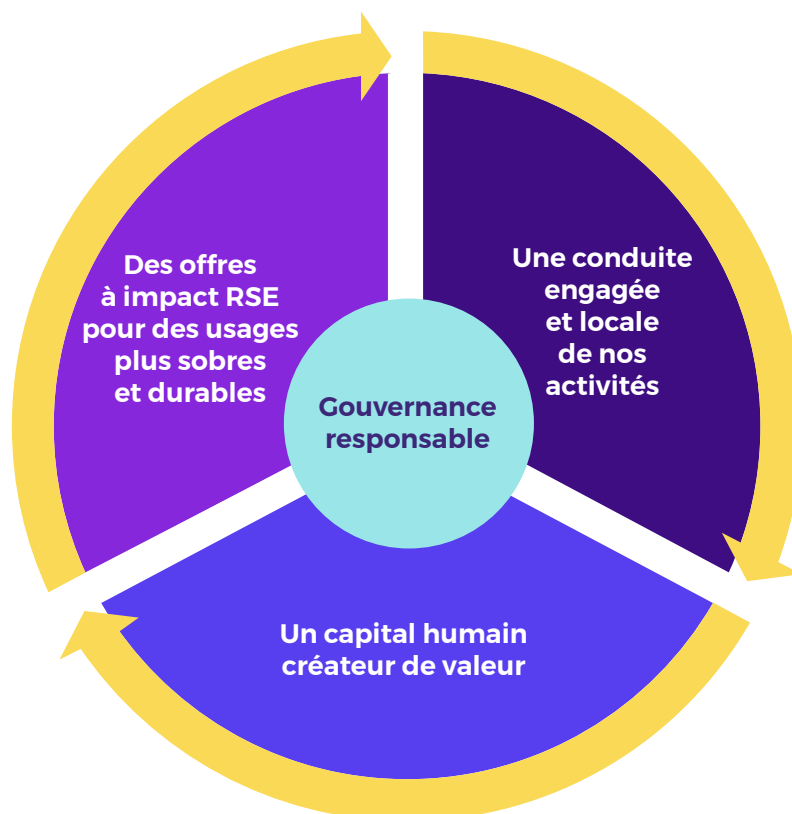 Des offres
à impact RSE
pour des usages
plus sobres
et durables
Une conduite
engagée
et locale
de nos
activités
Gouvernance
responsable
Un capital humain
créateur de valeur